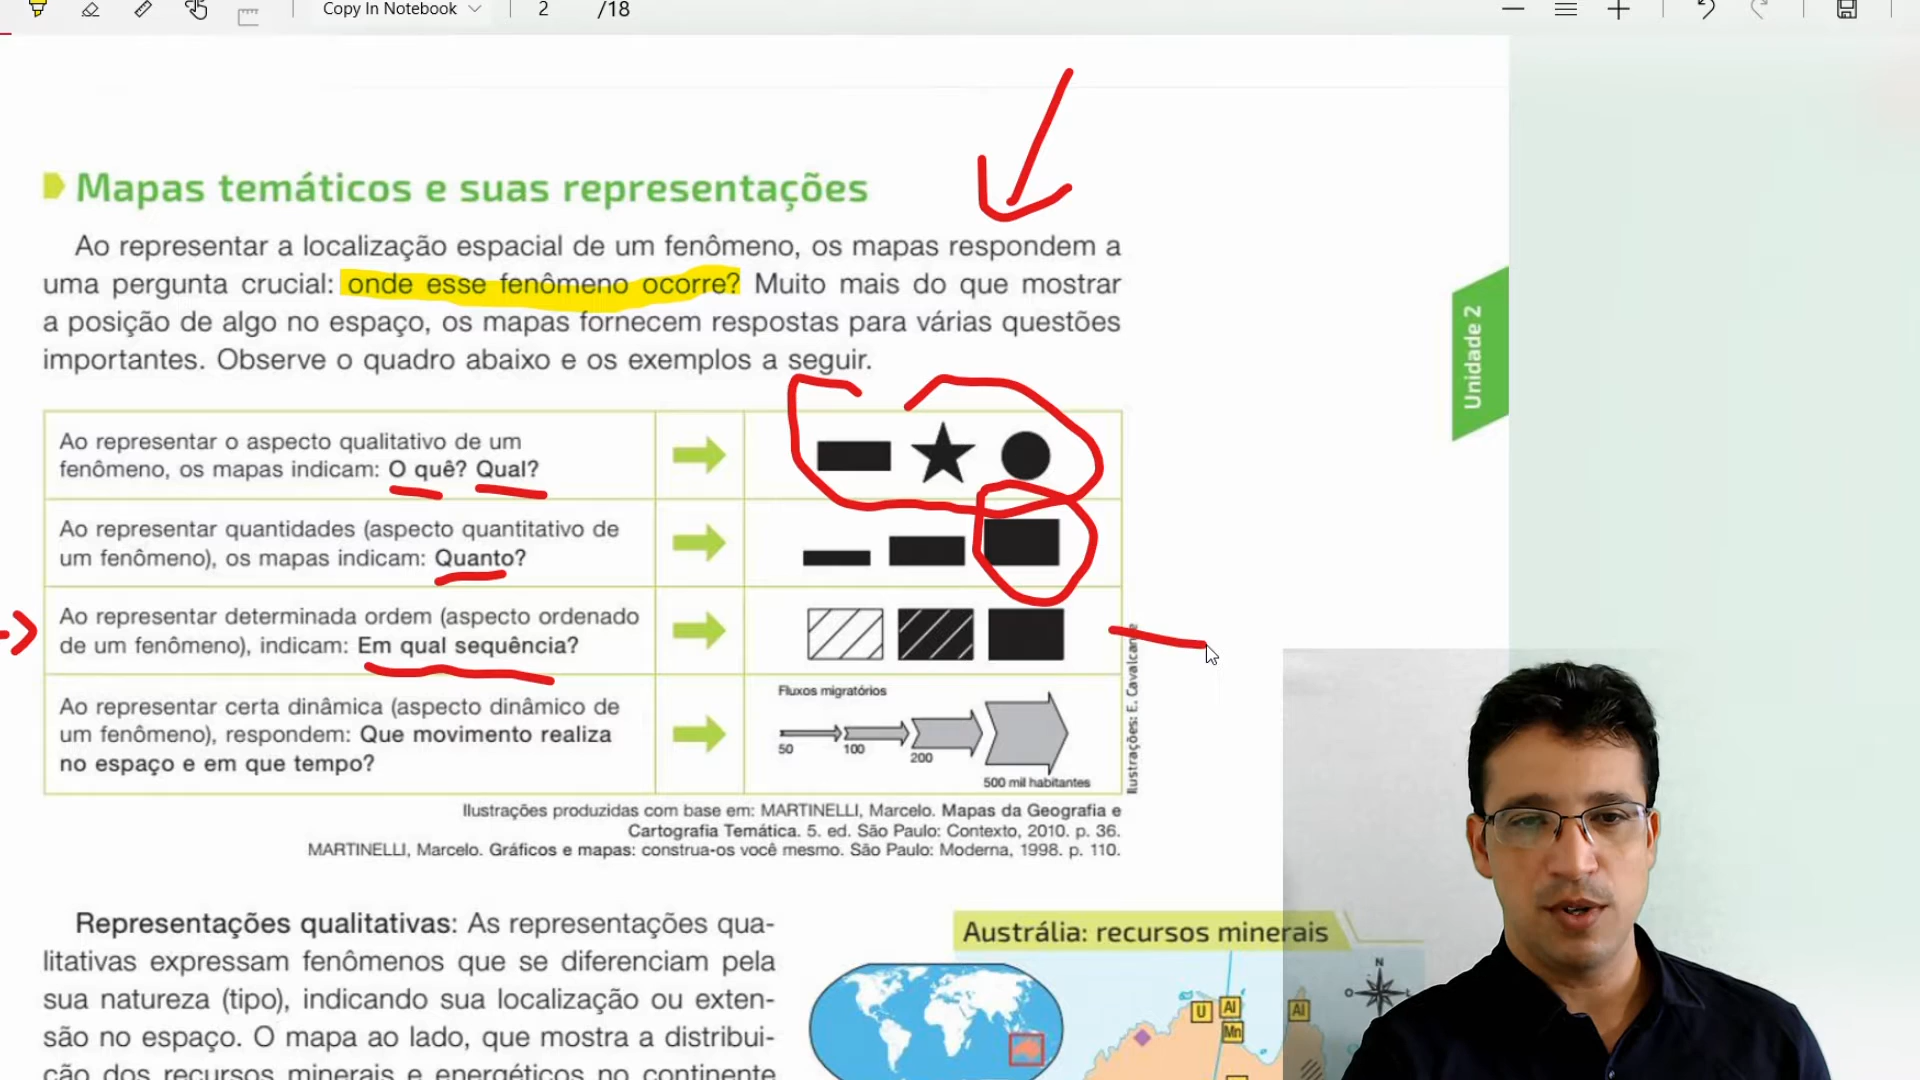 Copy In Notebook 2 /18
Mapas temáticos e suas representações
Ao representar a localização espacial de um fenômeno, os mapas respondem a
uma pergunta crucial: onde esse fenômeno ocorre? Muito mais do que mostrar
a posição de algo no espaço, os mapas fornecem respostas para várias questões
importantes. Observe o quadro abaixo e os exemplos a seguir.
Unidade 2
Ao representar o aspecto qualitativo de um
fenômeno, os mapas indicam: O quê? Qual?
Ao representar quantidades (aspecto quantitativo de
um fenômeno), os mapas indicam: Quanto?
Ao representar determinada ordem (aspecto ordenado
de um fenômeno), indicam: Em qual sequência?
Ao representar certa dinâmica (aspecto dinâmico de
um fenômeno), respondem: Que movimento realiza
no espaço e em que tempo?
Fluxos migratórios
50
100
200
500 mil habitantes
Ilustrações: E. Cavalcante
Ilustrações produzidas com base em: MARTINELLI, Marcelo. Mapas da Geografia e
Cartografia Temática. 5. ed. São Paulo: Contexto, 2010. p. 36.
MARTINELLI, Marcelo. Gráficos e mapas: construa-os você mesmo. São Paulo: Moderna, 1998. p. 110.
Representações qualitativas: As representações qua-
litativas expressam fenômenos que se diferenciam pela
sua natureza (tipo), indicando sua localização ou exten-
são no espaço. O mapa ao lado, que mostra a distribui-
ção dos recursos minerais e energéticos no continente
Austrália: recursos minerais
N
O
L
U
Al
Al
Mn